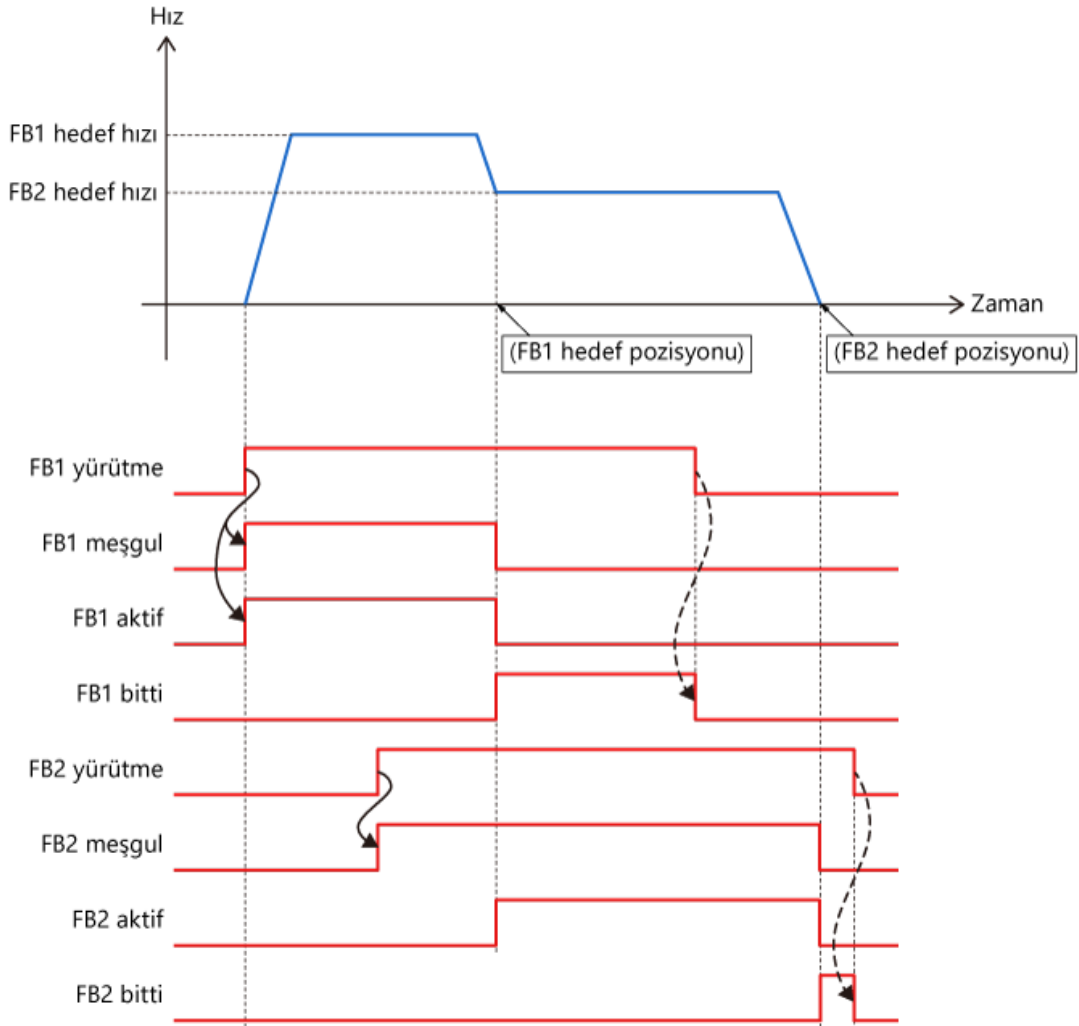 Hız
FB1 hedef hızı
FB2 hedef hızı
Zaman
(FB1 hedef pozisyonu)
(FB2 hedef pozisyonu)
FB1 yürütme
FB1 meşgul
FB1 aktif
FB1 bitti
FB2 yürütme
FB2 meşgul
FB2 aktif
FB2 bitti